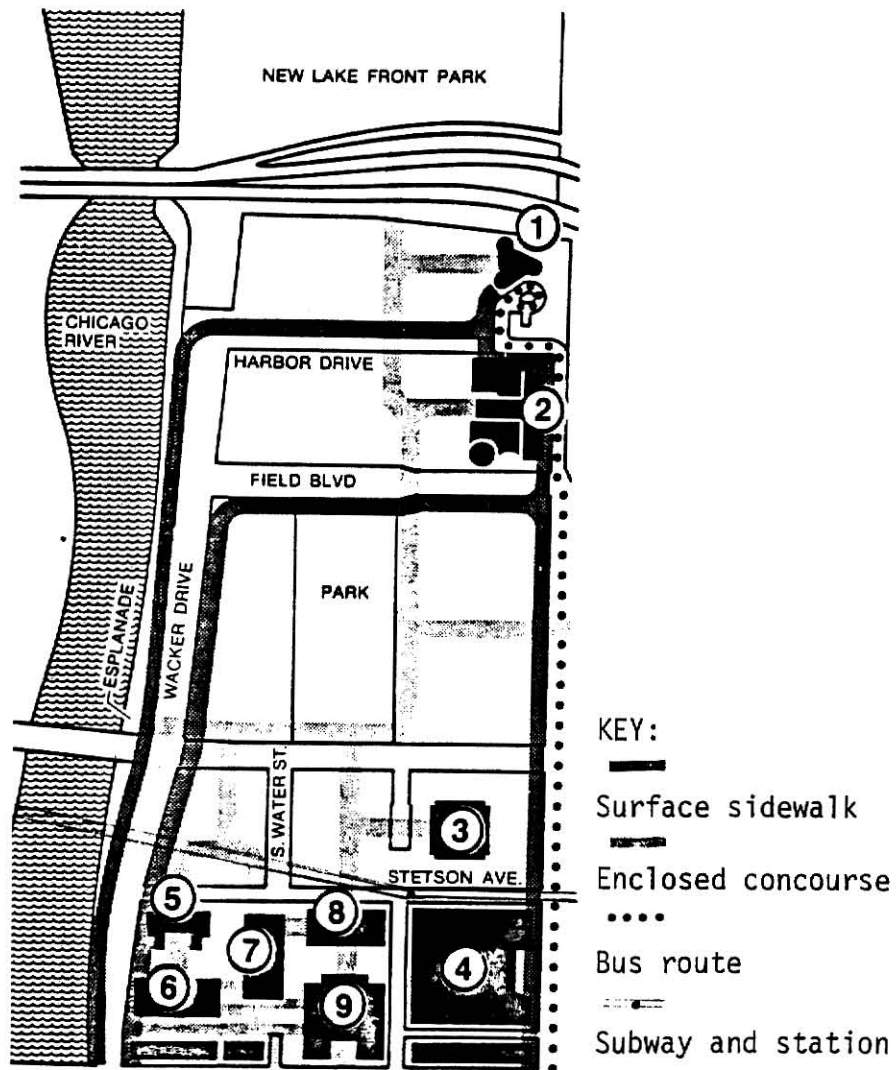 NEW LAKE FRONT PARK
1
CHICAGO
RIVER
HARBOR DRIVE
2
FIELD BLVD
PARK
ESPLANADE
WACKER DRIVE
S. WATER ST.
3
STETSON AVE.
5
8
7
4
6
9
KEY:
Surface sidewalk
Enclosed concourse
Bus route
Subway and station